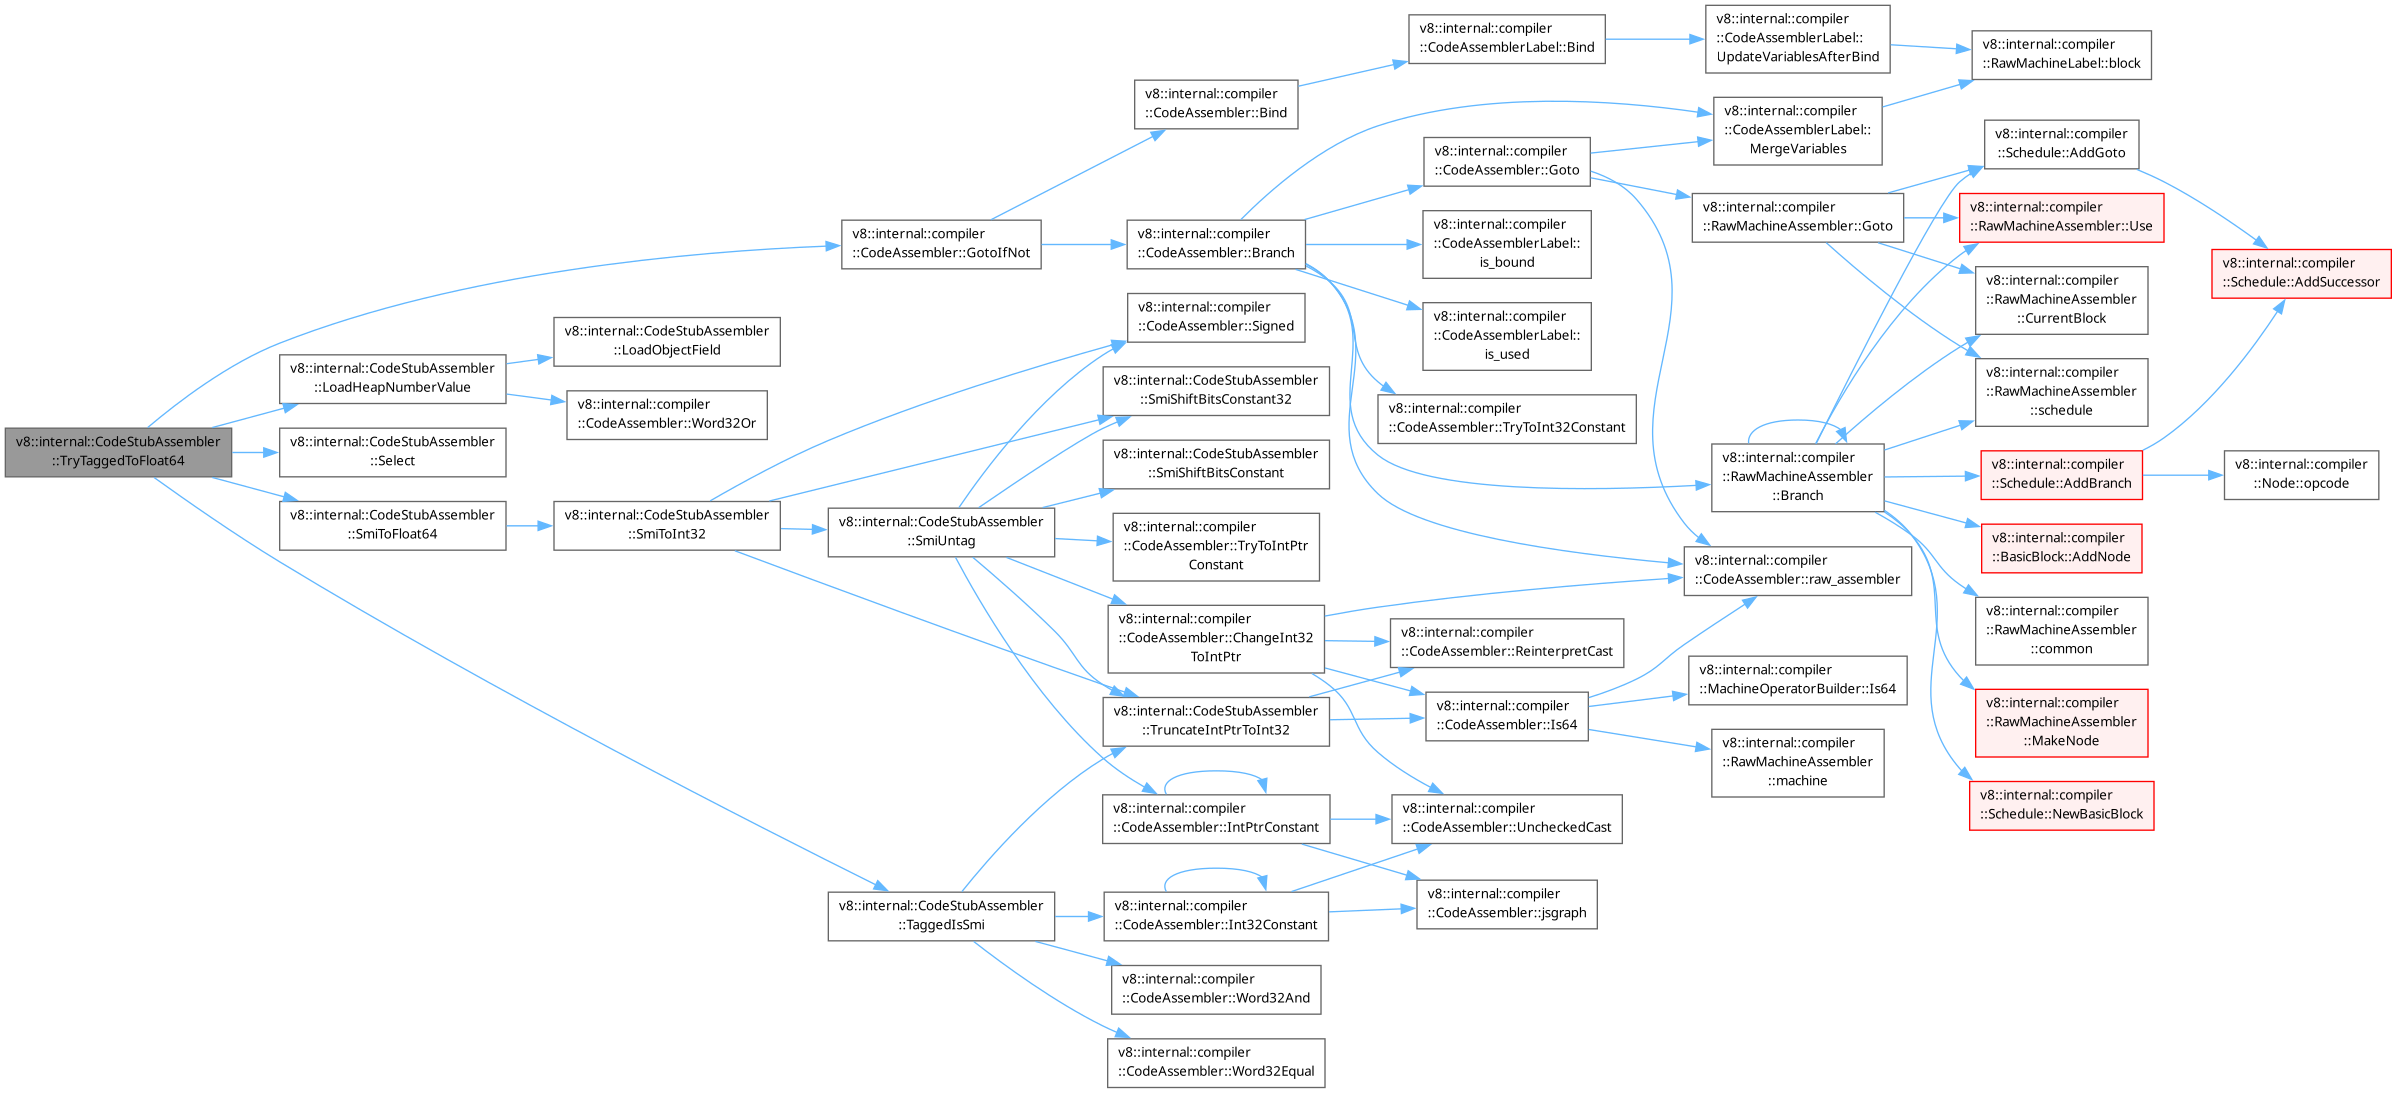 v8::internal::CodeStubAssembler
::TryTaggedToFloat64
v8::internal::compiler
::CodeAssembler::GotoIfNot
v8::internal::compiler
::CodeAssembler::Bind
v8::internal::compiler
::CodeAssemblerLabel::Bind
v8::internal::compiler
::CodeAssemblerLabel::
UpdateVariablesAfterBind
v8::internal::compiler
::RawMachineLabel::block
v8::internal::compiler
::CodeAssembler::Branch
v8::internal::compiler
::CodeAssemblerLabel::
MergeVariables
v8::internal::compiler
::CodeAssembler::Goto
v8::internal::compiler
::RawMachineAssembler::Goto
v8::internal::compiler
::Schedule::AddGoto
v8::internal::compiler
::Schedule::AddSuccessor
v8::internal::compiler
::RawMachineAssembler::Use
v8::internal::compiler
::RawMachineAssembler
::CurrentBlock
v8::internal::compiler
::RawMachineAssembler
::schedule
v8::internal::compiler
::CodeAssemblerLabel::
is_bound
v8::internal::compiler
::CodeAssemblerLabel::
is_used
v8::internal::compiler
::CodeAssembler::TryToInt32Constant
v8::internal::compiler
::RawMachineAssembler
::Branch
v8::internal::compiler
::Schedule::AddBranch
v8::internal::compiler
::Node::opcode
v8::internal::compiler
::BasicBlock::AddNode
v8::internal::compiler
::RawMachineAssembler
::common
v8::internal::compiler
::RawMachineAssembler
::MakeNode
v8::internal::compiler
::Schedule::NewBasicBlock
v8::internal::compiler
::CodeAssembler::raw_assembler
v8::internal::CodeStubAssembler
::LoadHeapNumberValue
v8::internal::CodeStubAssembler
::LoadObjectField
v8::internal::compiler
::CodeAssembler::Word32Or
v8::internal::CodeStubAssembler
::Select
v8::internal::CodeStubAssembler
::SmiToFloat64
v8::internal::CodeStubAssembler
::SmiToInt32
v8::internal::CodeStubAssembler
::SmiUntag
v8::internal::compiler
::CodeAssembler::Signed
v8::internal::CodeStubAssembler
::SmiShiftBitsConstant32
v8::internal::CodeStubAssembler
::SmiShiftBitsConstant
v8::internal::compiler
::CodeAssembler::TryToIntPtr
Constant
v8::internal::compiler
::CodeAssembler::ChangeInt32
ToIntPtr
v8::internal::compiler
::CodeAssembler::ReinterpretCast
v8::internal::CodeStubAssembler
::TruncateIntPtrToInt32
v8::internal::compiler
::CodeAssembler::Is64
v8::internal::compiler
::MachineOperatorBuilder::Is64
v8::internal::compiler
::RawMachineAssembler
::machine
v8::internal::compiler
::CodeAssembler::IntPtrConstant
v8::internal::compiler
::CodeAssembler::UncheckedCast
v8::internal::CodeStubAssembler
::TaggedIsSmi
v8::internal::compiler
::CodeAssembler::Int32Constant
v8::internal::compiler
::CodeAssembler::jsgraph
v8::internal::compiler
::CodeAssembler::Word32And
v8::internal::compiler
::CodeAssembler::Word32Equal